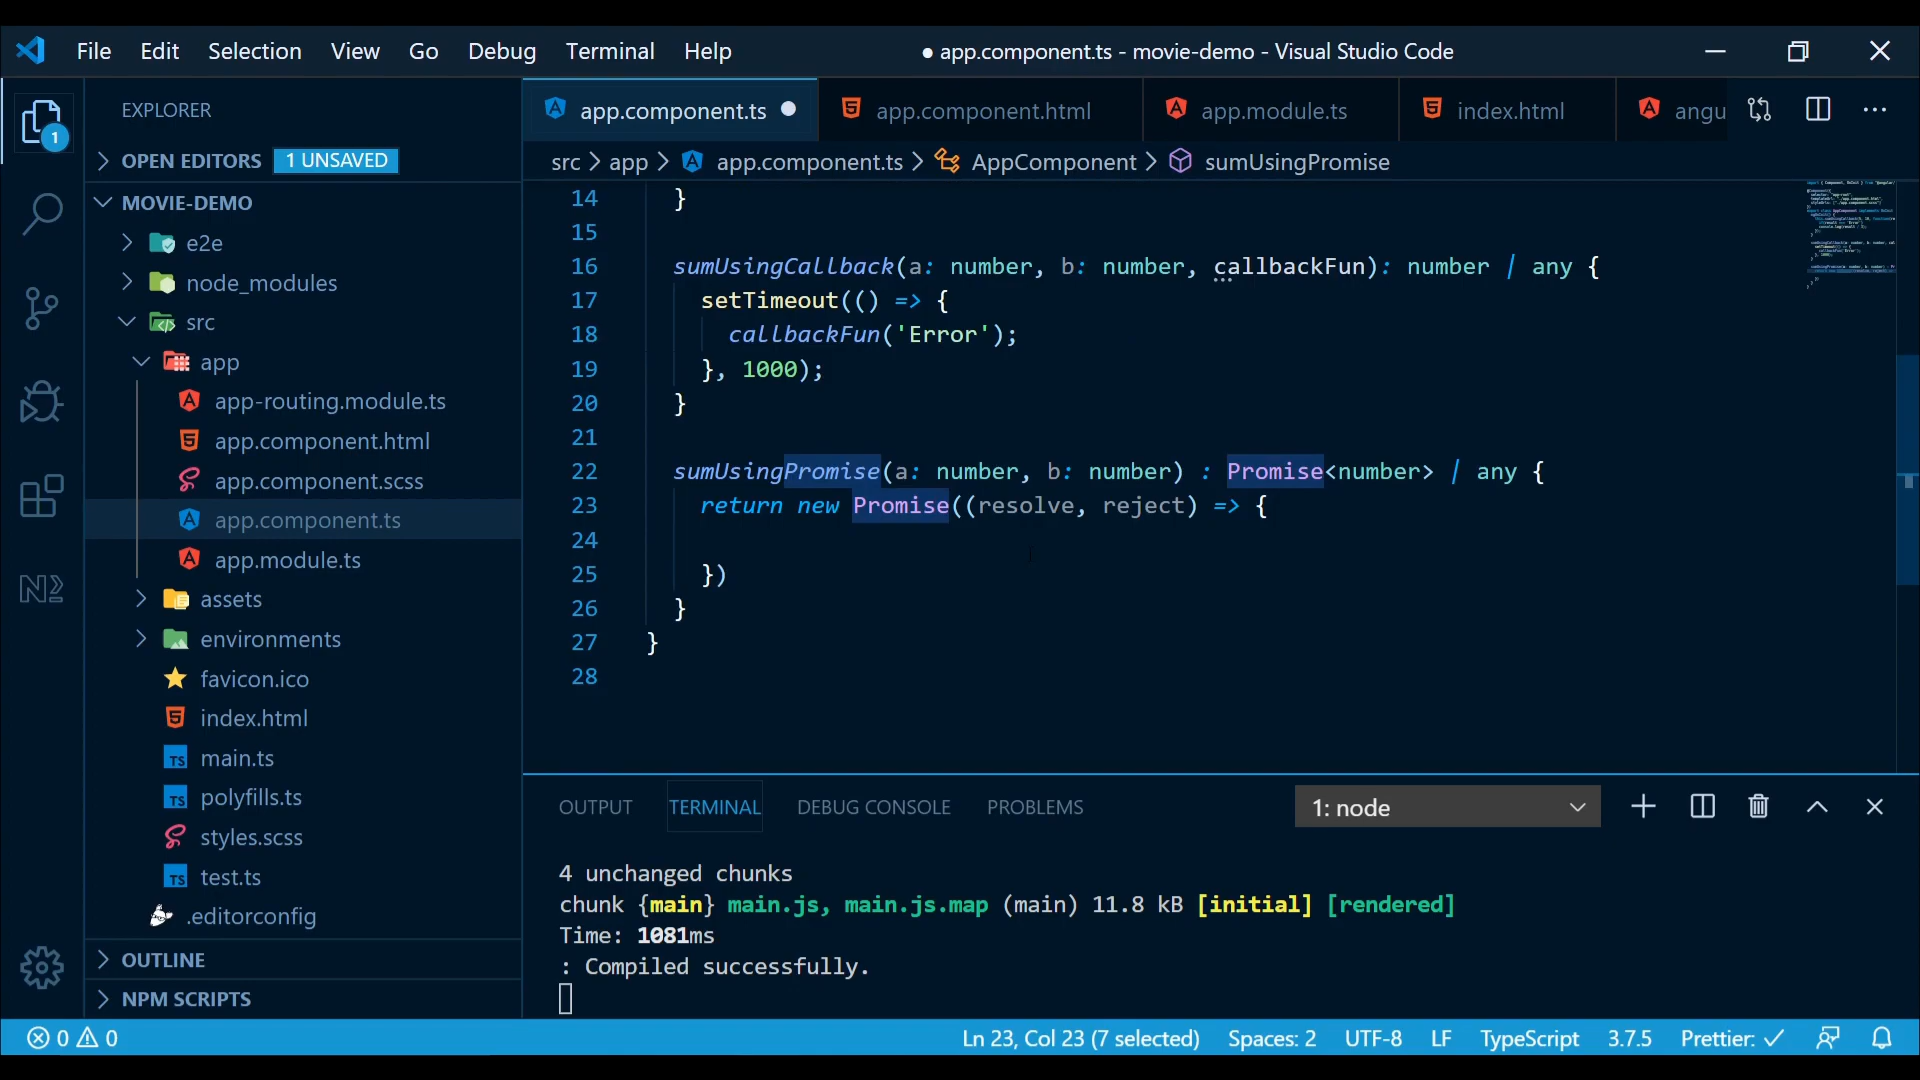 File Edit Selection View Go Debug Terminal Help
● app.component.ts - movie-demo - Visual Studio Code
EXPLORER
1
OPEN EDITORS 1 UNSAVED
MOVIE-DEMO
e2e
node_modules
src
app
app-routing.module.ts
app.component.html
app.component.scss
app.component.ts
app.module.ts
assets
environments
favicon.ico
index.html
main.ts
polyfills.ts
styles.scss
test.ts
.editorconfig
OUTLINE
NPM SCRIPTS
app.component.ts app.component.html app.module.ts index.html angu
src > app > app.component.ts > AppComponent > sumUsingPromise
14 }
15
16 sumUsingCallback(a: number, b: number, callbackFun): number | any {
17 setTimeout(() => {
18 callbackFun('Error');
19 }, 1000);
20 }
21
22 sumUsingPromise(a: number, b: number) : Promise<number> | any {
23 return new Promise((resolve, reject) => {
24
25 })
26 }
27 }
28
OUTPUT TERMINAL DEBUG CONSOLE PROBLEMS
1: node
4 unchanged chunks
chunk {main} main.js, main.js.map (main) 11.8 kB [initial] [rendered]
Time: 1081ms
: Compiled successfully.
0 0 Ln 23, Col 23 (7 selected) Spaces: 2 UTF-8 LF TypeScript 3.7.5 Prettier: ✓